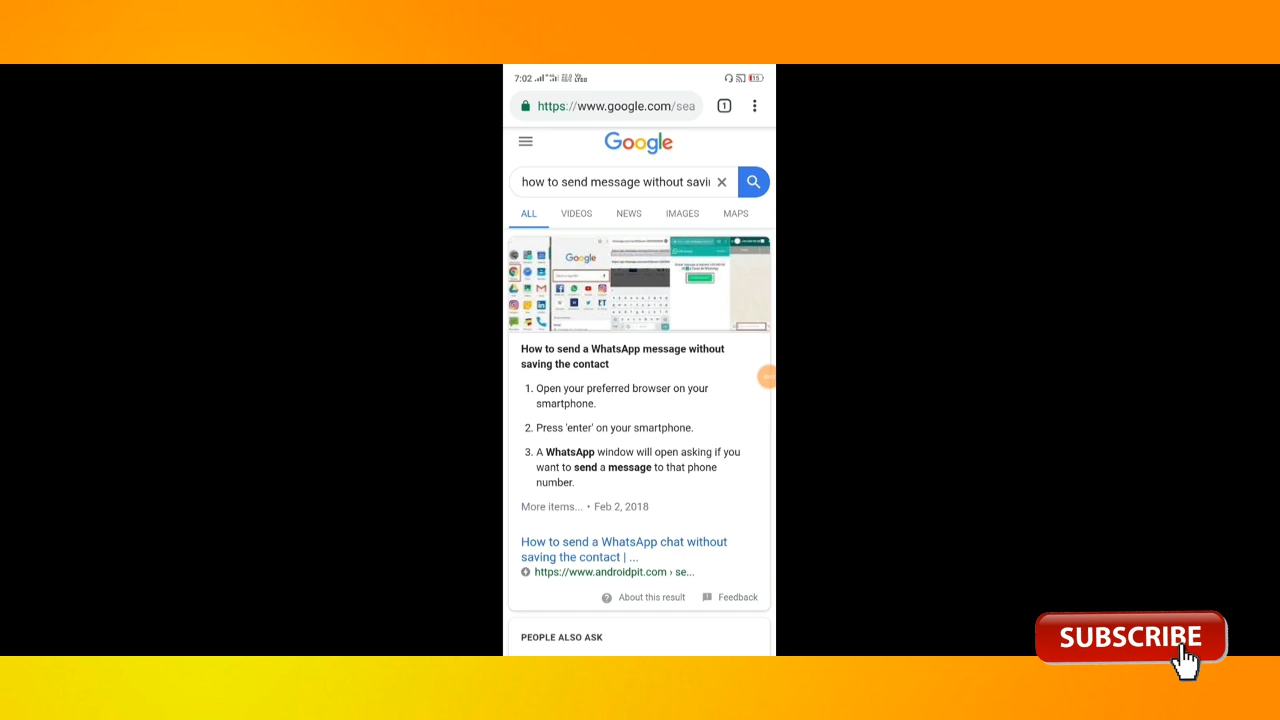 7:02
15
https://www.google.com/sea
1
Google
how to send message without savin
ALL VIDEOS NEWS IMAGES MAPS
Google
How to send a WhatsApp message without
saving the contact
1. Open your preferred browser on your
smartphone.
2. Press 'enter' on your smartphone.
3. A WhatsApp window will open asking if you
want to send a message to that phone
number.
More items... • Feb 2, 2018
How to send a WhatsApp chat without
saving the contact | ...
https://www.androidpit.com › se...
About this result Feedback
PEOPLE ALSO ASK
SUBSCRIBE